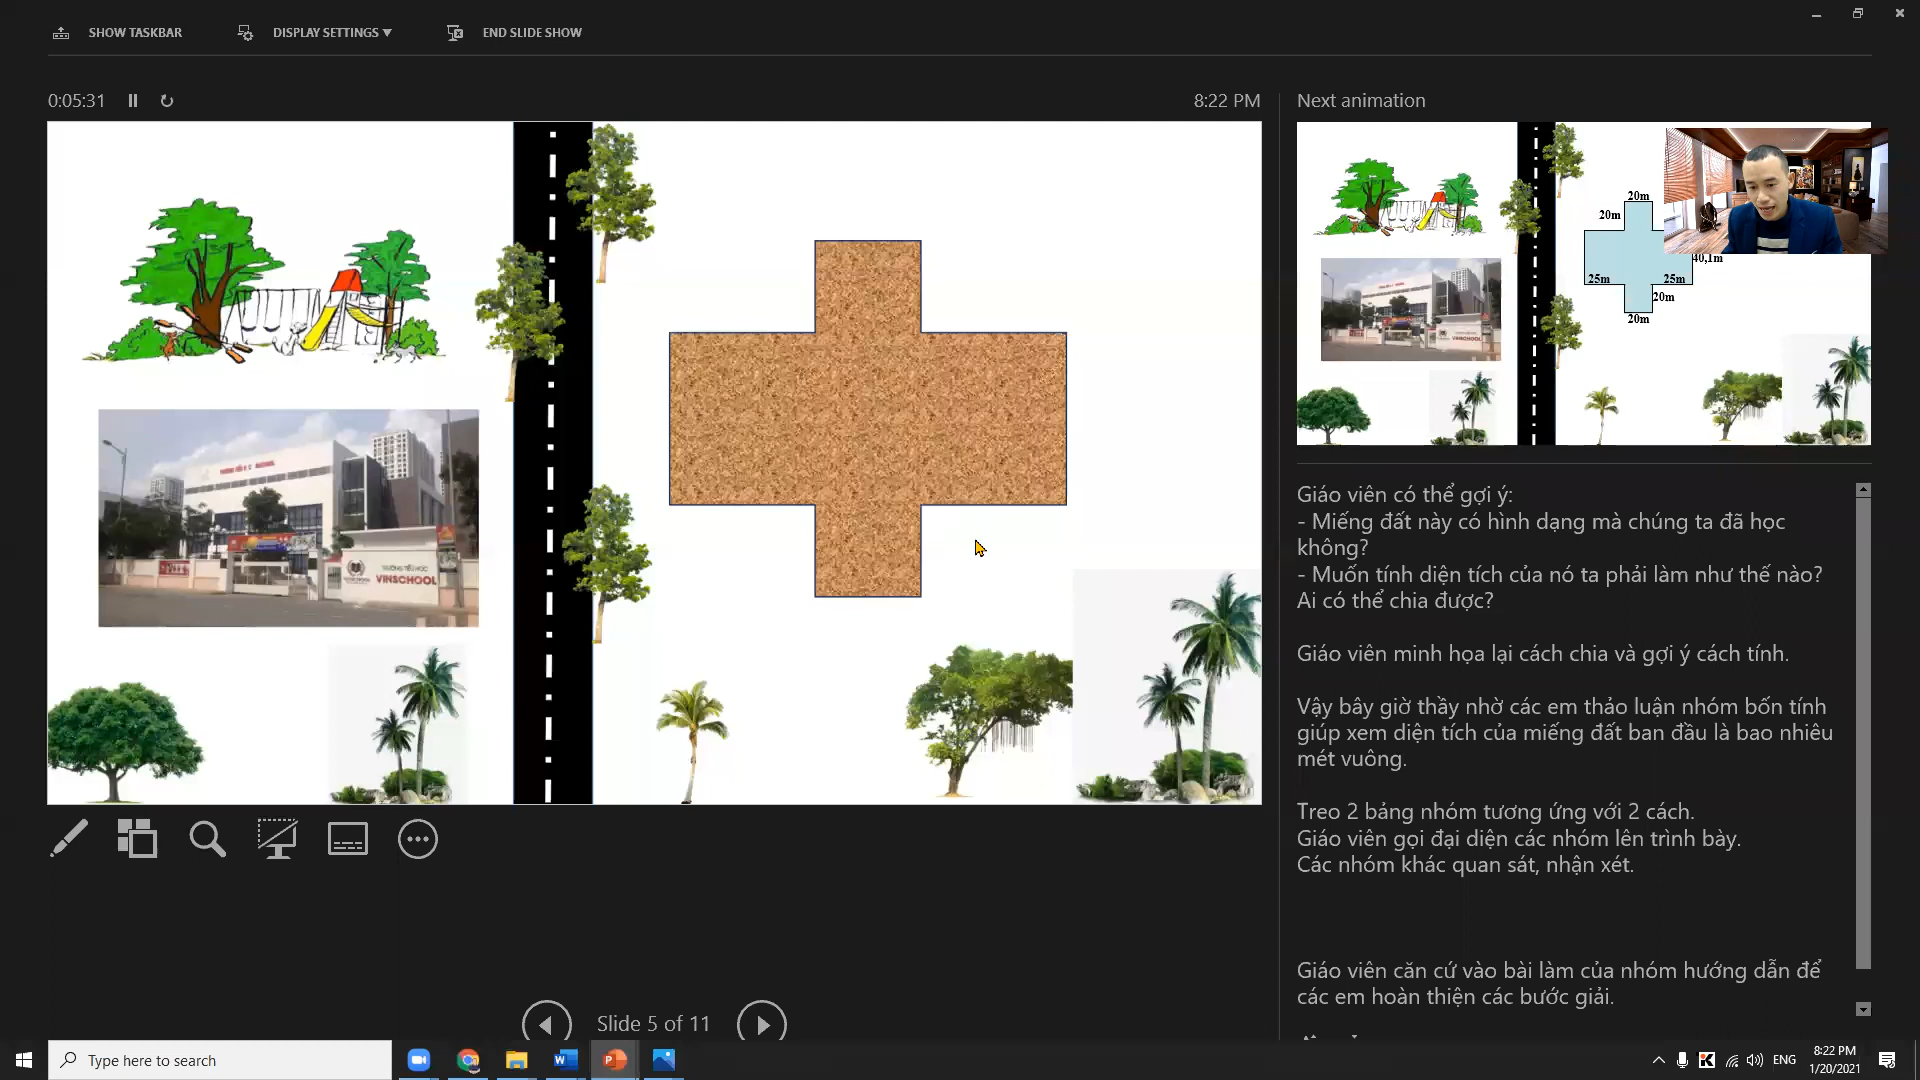 SHOW TASKBAR
DISPLAY SETTINGS ▼
END SLIDE SHOW
0:05:31
8:22 PM
Next animation
VINSCHOOL
20m
20m
40,1m
25m
25m
20m
20m
VINSCHOOL
Giáo viên có thể gợi ý:
- Miếng đất này có hình dạng mà chúng ta đã học
không?
- Muốn tính diện tích của nó ta phải làm như thế nào?
Ai có thể chia được?
Giáo viên minh họa lại cách chia và gợi ý cách tính.
Vậy bây giờ thầy nhờ các em thảo luận nhóm bốn tính
giúp xem diện tích của miếng đất ban đầu là bao nhiêu
mét vuông.
Treo 2 bảng nhóm tương ứng với 2 cách.
Giáo viên gọi đại diện các nhóm lên trình bày.
Các nhóm khác quan sát, nhận xét.
Giáo viên căn cứ vào bài làm của nhóm hướng dẫn để
các em hoàn thiện các bước giải.
Slide 5 of 11
Type here to search
ENG
8:22 PM
1/20/2021